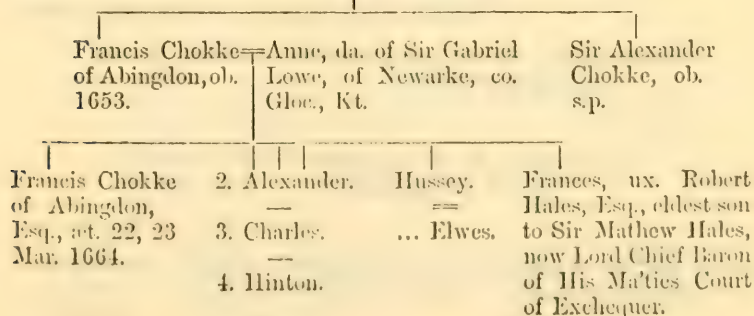 Francis Chokke=Anne, da. of Sir Gabriel
of Abingdon, ob. Lowe, of Newarke, co.
1653. Gloc., Kt.
Sir Alexander
Chokke, ob.
s.p.
Francis Chokke
of Abingdon,
Esq., æt. 22, 23
Mar. 1664.
2. Alexander.
—
3. Charles.
—
4. Hinton.
Hussey.
==
... Elwes.
Frances, ux. Robert
Hales, Esq., eldest son
to Sir Mathew Hales,
now Lord Chief Baron
of His Ma'ties Court
of Exchequer.